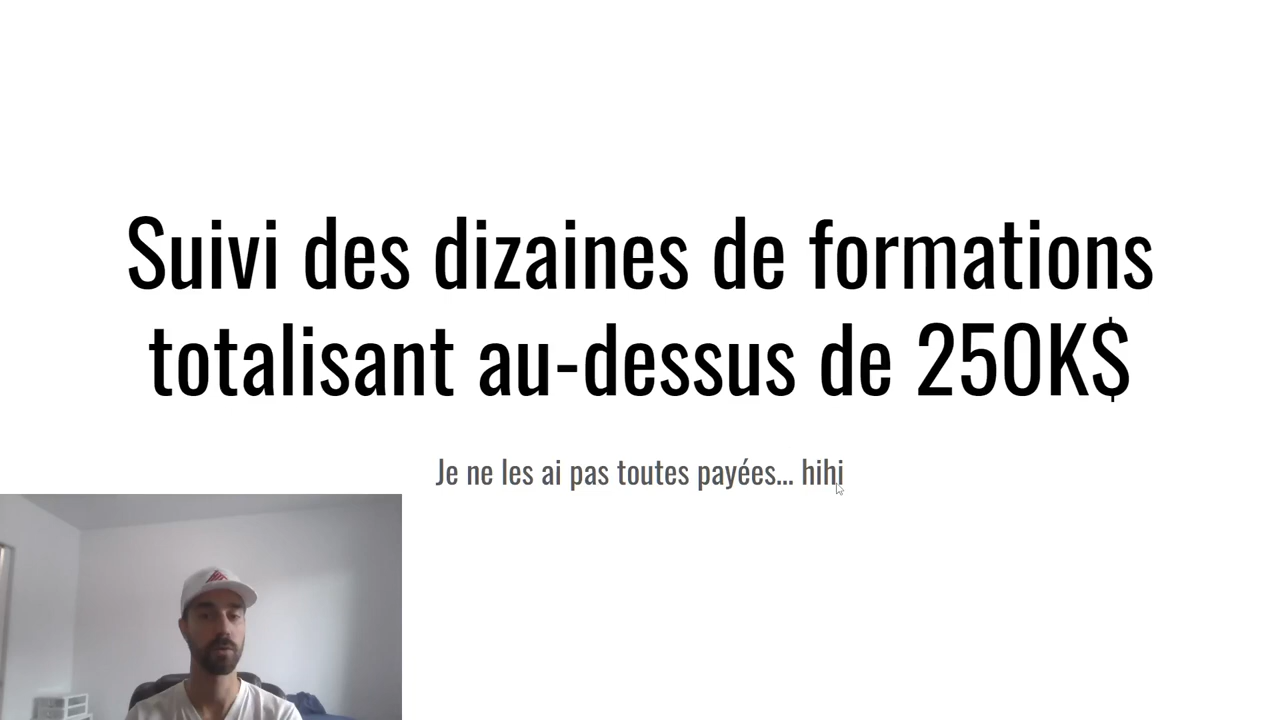 Suivi des dizaines de formations
totalisant au-dessus de 250K$
Je ne les ai pas toutes payées... hihi